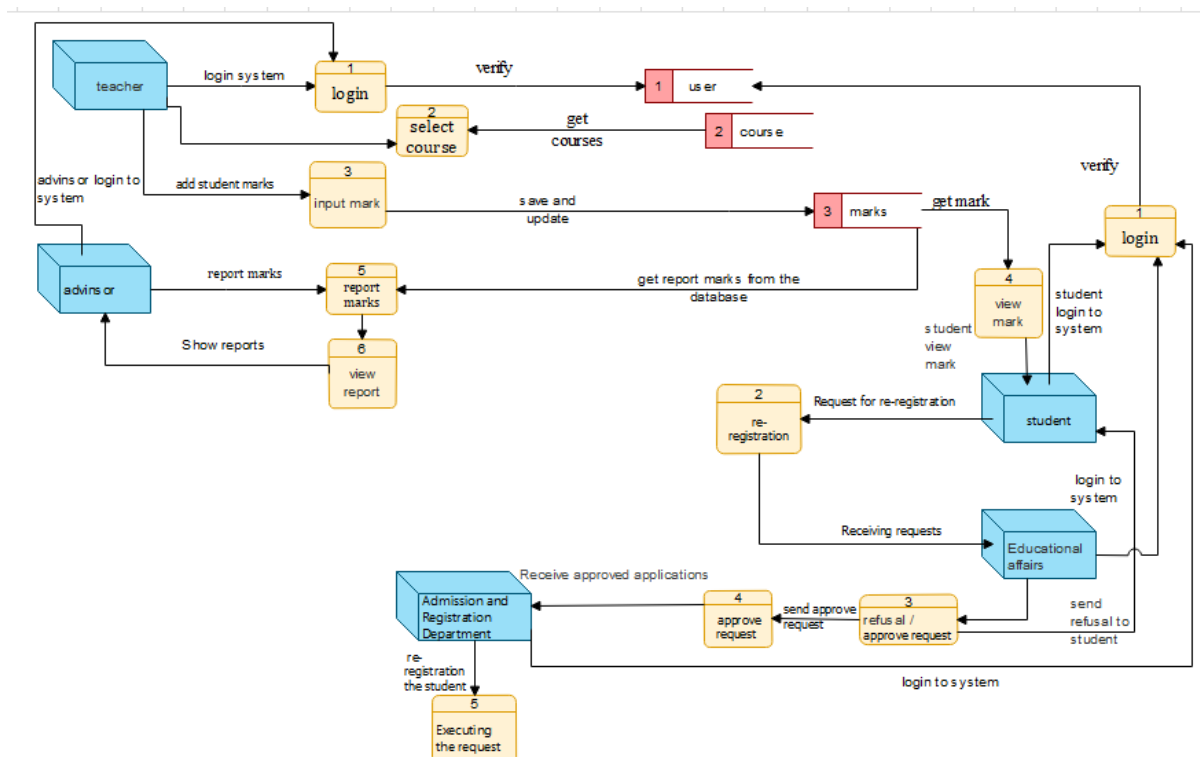 teacher
login system
1
login
verify
1
user
2
select
course
get
courses
2
course
advinsor login to
system
add student marks
3
input mark
save and
update
3
marks
get mark
verify
1
login
advinsor
report marks
5
report
marks
get report marks from the
database
4
view
mark
student
login to
system
Show reports
6
view
report
student
view
mark
2
re-
registration
Request for re-registration
student
login to
system
Receiving requests
Educational
affairs
Receive approved applications
Admission and
Registration
Department
4
approve
request
send approve
request
3
refusal /
approve request
send
refusal to
student
re-
registration
the student
login to system
5
Executing
the request